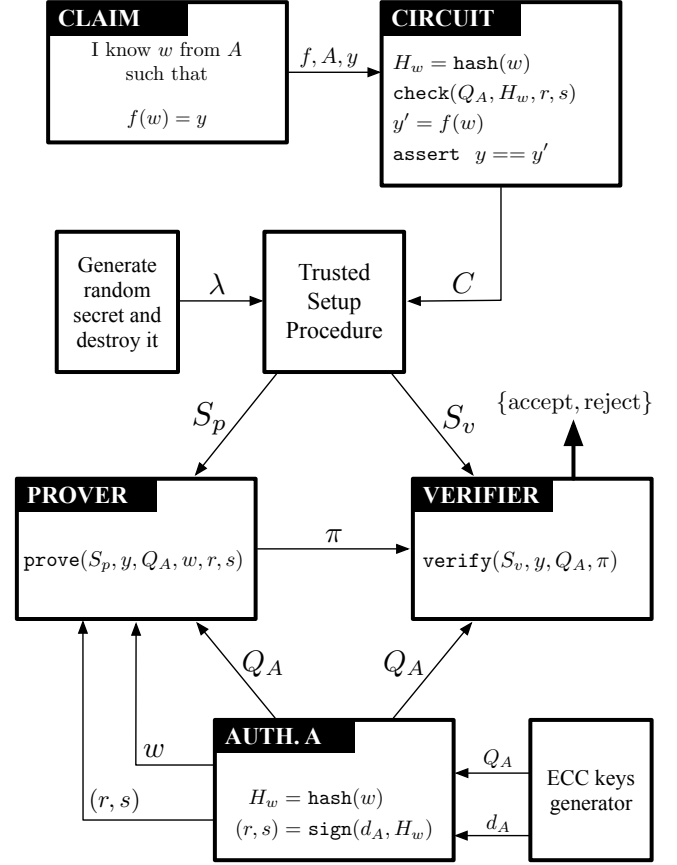 CLAIM
I know w from A
such that
f(w) = y
f, A, y
CIRCUIT
H_w = hash(w)
check(Q_A, H_w, r, s)
y′ = f(w)
assert y == y′
Generate
random
secret and
destroy it
λ
Trusted
Setup
Procedure
C
S_p
S_v
{accept, reject}
PROVER
prove(S_p, y, Q_A, w, r, s)
π
VERIFIER
verify(S_v, y, Q_A, π)
Q_A
Q_A
w
(r, s)
AUTH. A
H_w = hash(w)
(r, s) = sign(d_A, H_w)
Q_A
d_A
ECC keys
generator